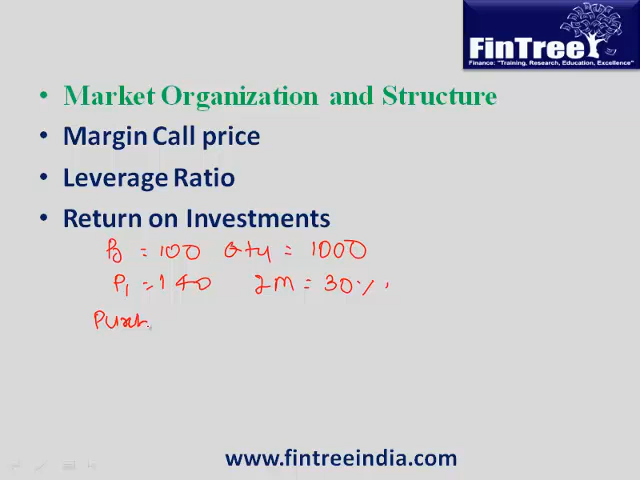 FinTree
Finance: "Training, Research, Education, Excellence"
• Market Organization and Structure
• Margin Call price
• Leverage Ratio
• Return on Investments
P0 = 100 Qty = 1000
P1 = 140 IM = 30%
www.fintreeindia.com